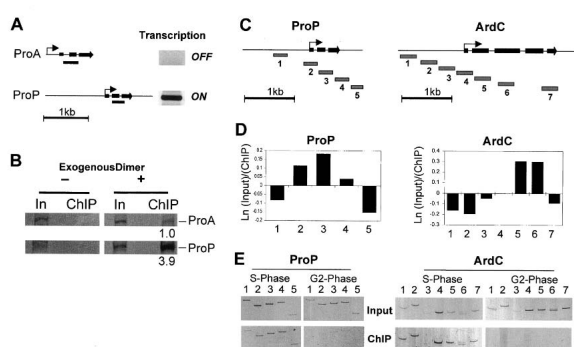 A
Transcription
ProA
OFF
ProP
ON
1kb
B
ExogenousDimer
– +
In ChIP In ChIP
–ProA
1.0
–ProP
3.9
C
ProP ArdC
1 2 3 4 5
1kb
1 2 3 4 5 6 7
1kb
D
ProP
Ln (Input)/(ChIP)
0.2
0.15
0.1
0.05
0
-0.05
-0.1
-0.15
-0.2
1 2 3 4 5
ArdC
Ln (Input)/(ChIP)
0.4
0.3
0.2
0.1
0
-0.1
-0.2
-0.3
1 2 3 4 5 6 7
E
ProP ArdC
S-Phase G2-Phase S-Phase G2-Phase
1 2 3 4 5 1 2 3 4 5 1 2 3 4 5 6 7 1 2 3 4 5 6 7
Input
ChIP